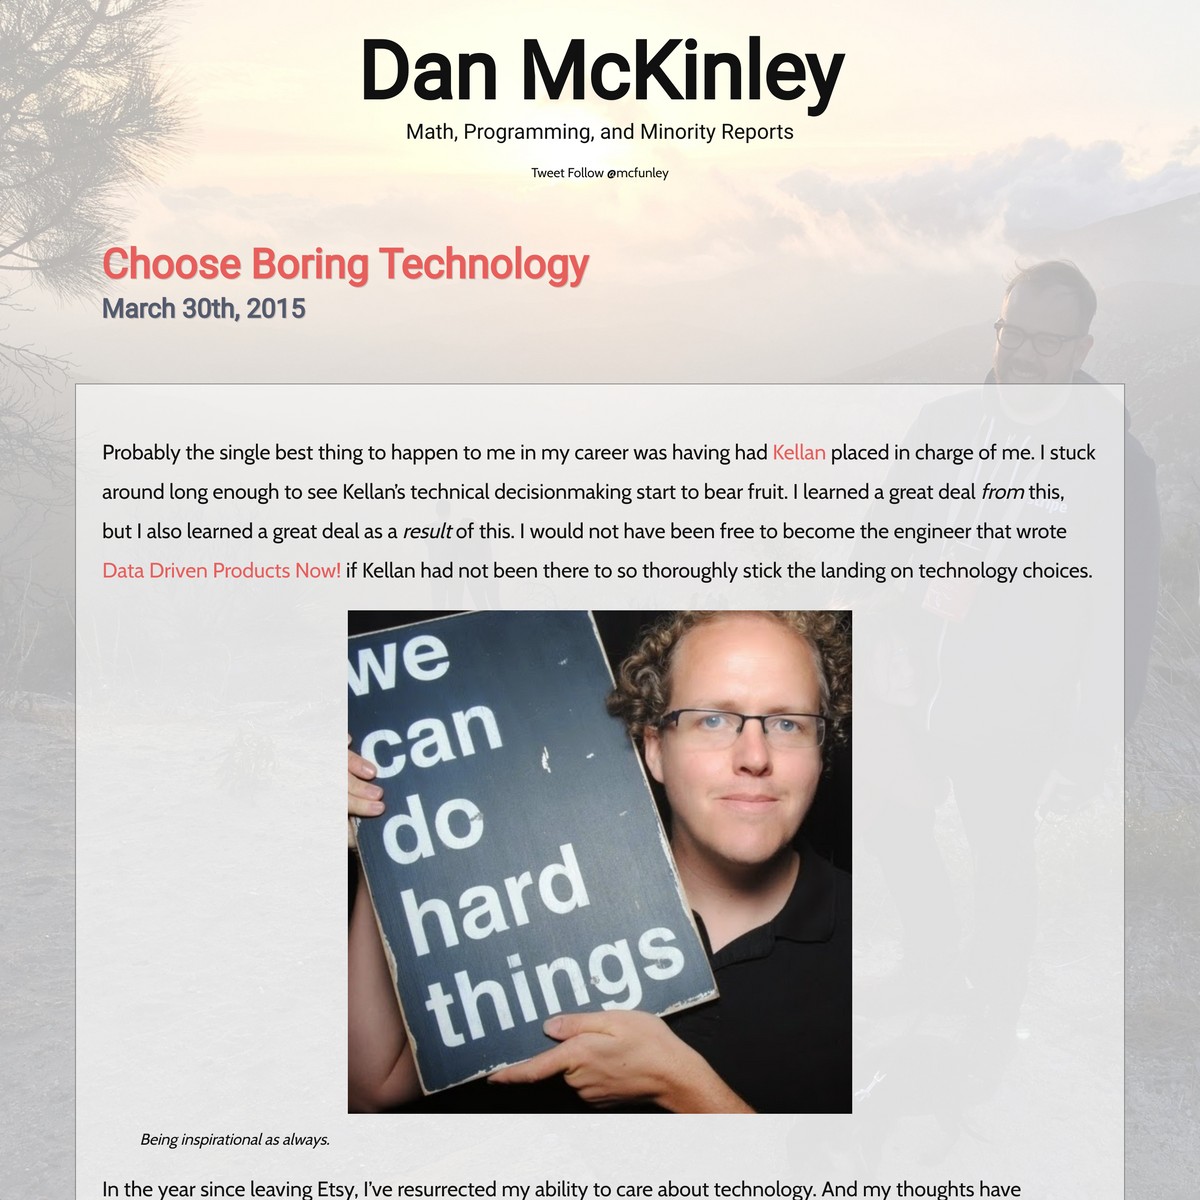 Dan McKinley
Math, Programming, and Minority Reports
Tweet Follow @mcfunley
Choose Boring Technology
March 30th, 2015
Probably the single best thing to happen to me in my career was having had Kellan placed in charge of me. I stuck
around long enough to see Kellan’s technical decisionmaking start to bear fruit. I learned a great deal from this,
but I also learned a great deal as a result of this. I would not have been free to become the engineer that wrote
Data Driven Products Now! if Kellan had not been there to so thoroughly stick the landing on technology choices.
we
can
do
hard
things
Being inspirational as always.
In the year since leaving Etsy, I’ve resurrected my ability to care about technology. And my thoughts have